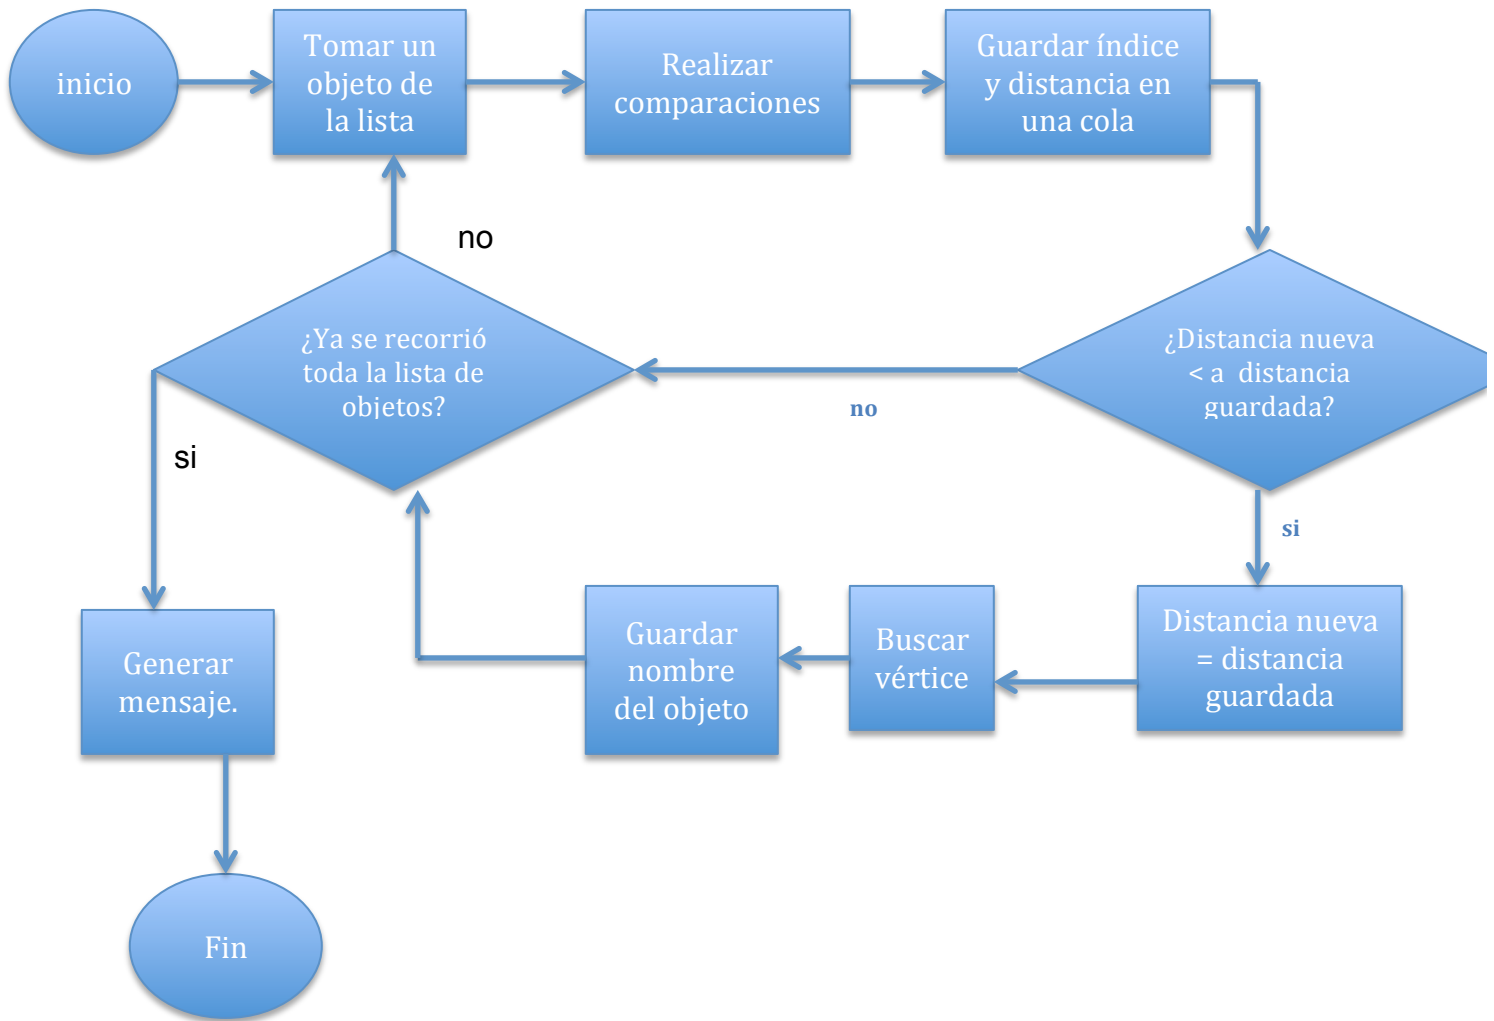 inicio
Tomar un
objeto de
la lista
Realizar
comparaciones
Guardar índice
y distancia en
una cola
no
¿Ya se recorrió
toda la lista de
objetos?
¿Distancia nueva
< a distancia
guardada?
no
si
si
Generar
mensaje.
Guardar
nombre
del objeto
Buscar
vértice
Distancia nueva
= distancia
guardada
Fin